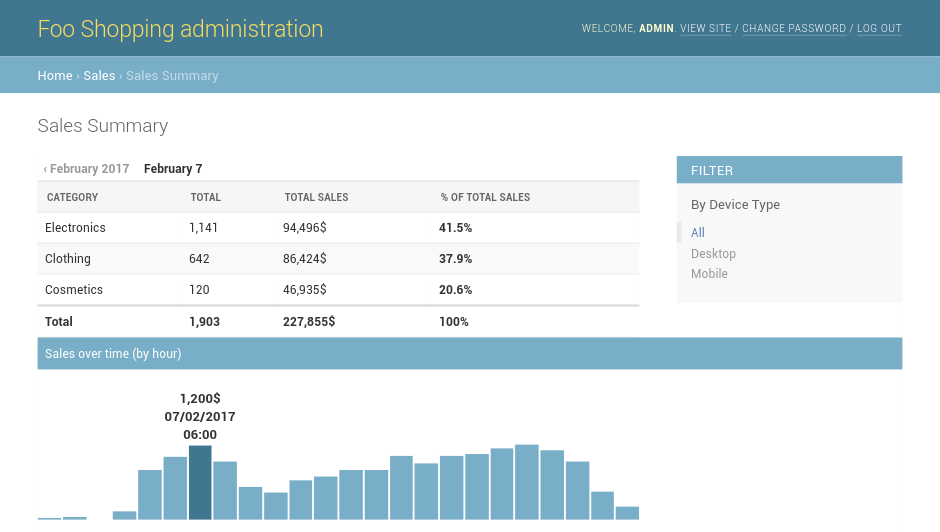 Foo Shopping administration
WELCOME, ADMIN. VIEW SITE / CHANGE PASSWORD / LOG OUT
Home › Sales › Sales Summary
Sales Summary
‹ February 2017 February 7
CATEGORY TOTAL TOTAL SALES % OF TOTAL SALES
Electronics 1,141 94,496$ 41.5%
Clothing 642 86,424$ 37.9%
Cosmetics 120 46,935$ 20.6%
Total 1,903 227,855$ 100%
FILTER
By Device Type
All
Desktop
Mobile
Sales over time (by hour)
1,200$
07/02/2017
06:00